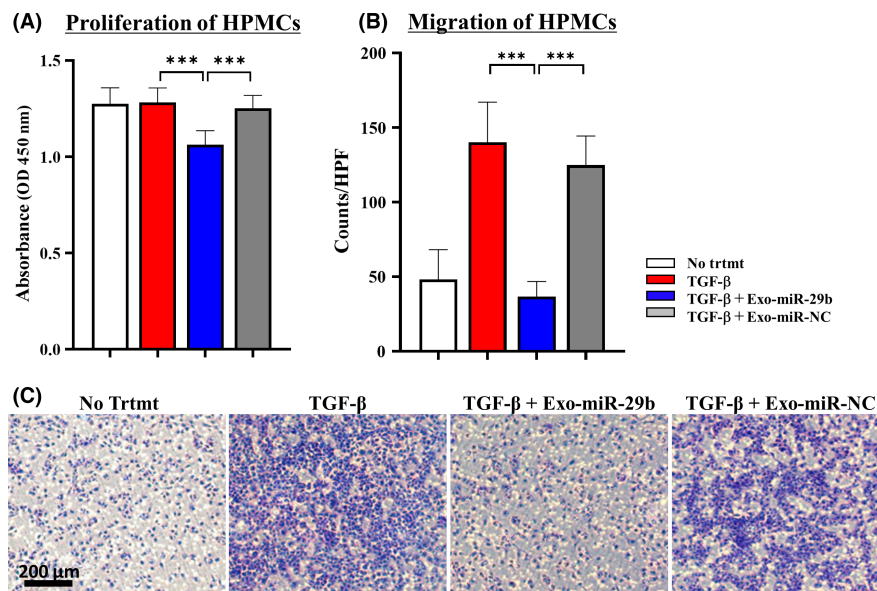 (A) Proliferation of HPMCs
*** ***
Absorbance (OD 450 nm)
1.5
1.0
0.5
0.0
(B) Migration of HPMCs
*** ***
Counts/HPF
200
150
100
50
0
No trtmt
TGF-β
TGF-β + Exo-miR-29b
TGF-β + Exo-miR-NC
(C)
No Trtmt TGF-β TGF-β + Exo-miR-29b TGF-β + Exo-miR-NC
200 μm